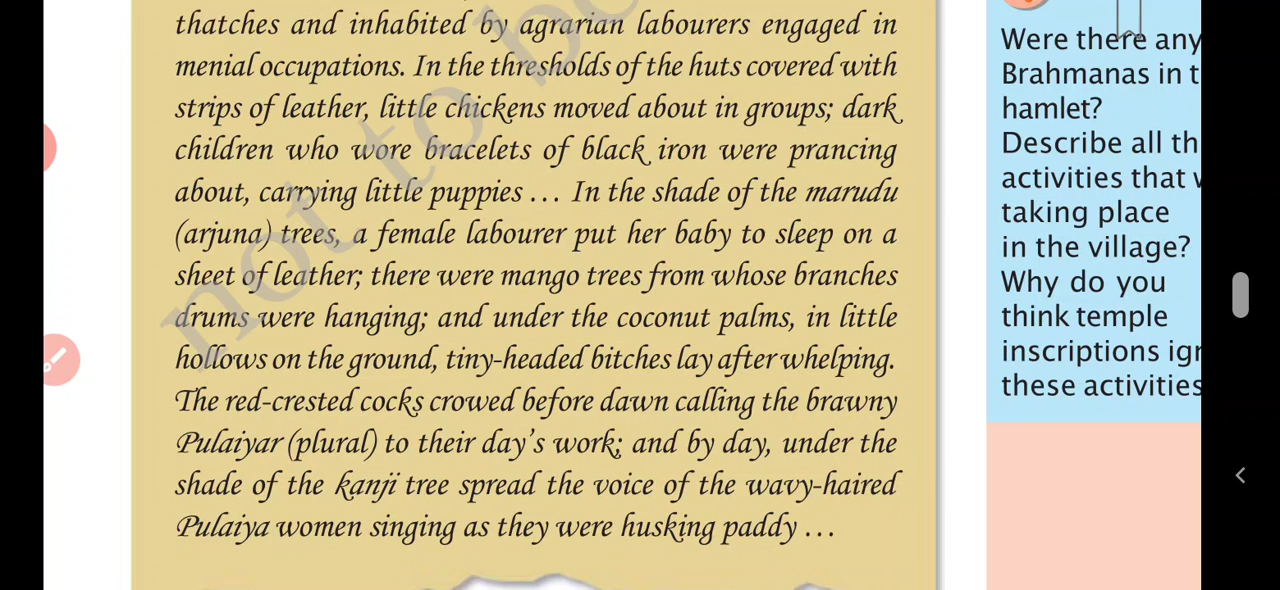 thatches and inhabited by agrarian labourers engaged in
menial occupations. In the thresholds of the huts covered with
strips of leather, little chickens moved about in groups; dark
children who wore bracelets of black iron were prancing
about, carrying little puppies … In the shade of the marudu
(arjuna) trees, a female labourer put her baby to sleep on a
sheet of leather; there were mango trees from whose branches
drums were hanging; and under the coconut palms, in little
hollows on the ground, tiny-headed bitches lay after whelping.
The red-crested cocks crowed before dawn calling the brawny
Pulaiyar (plural) to their day's work; and by day, under the
shade of the kanji tree spread the voice of the wavy-haired
Pulaiya women singing as they were husking paddy …
not to be
Were there any
Brahmanas in t
hamlet?
Describe all th
activities that w
taking place
in the village?
Why do you
think temple
inscriptions ign
these activities